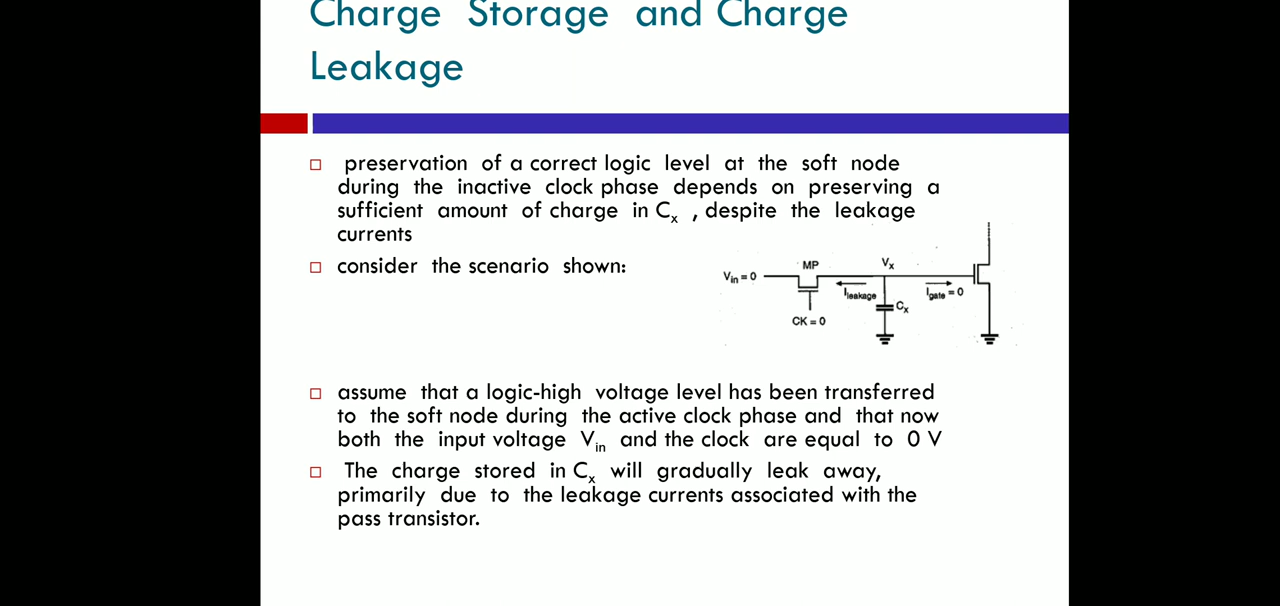 Charge Storage and Charge
Leakage
preservation of a correct logic level at the soft node
during the inactive clock phase depends on preserving a
sufficient amount of charge in Cx , despite the leakage
currents
consider the scenario shown:
Vin = 0
MP
CK = 0
Ileakage
Vx
Cx
Igate = 0
assume that a logic-high voltage level has been transferred
to the soft node during the active clock phase and that now
both the input voltage Vin and the clock are equal to 0 V
The charge stored in Cx will gradually leak away,
primarily due to the leakage currents associated with the
pass transistor.